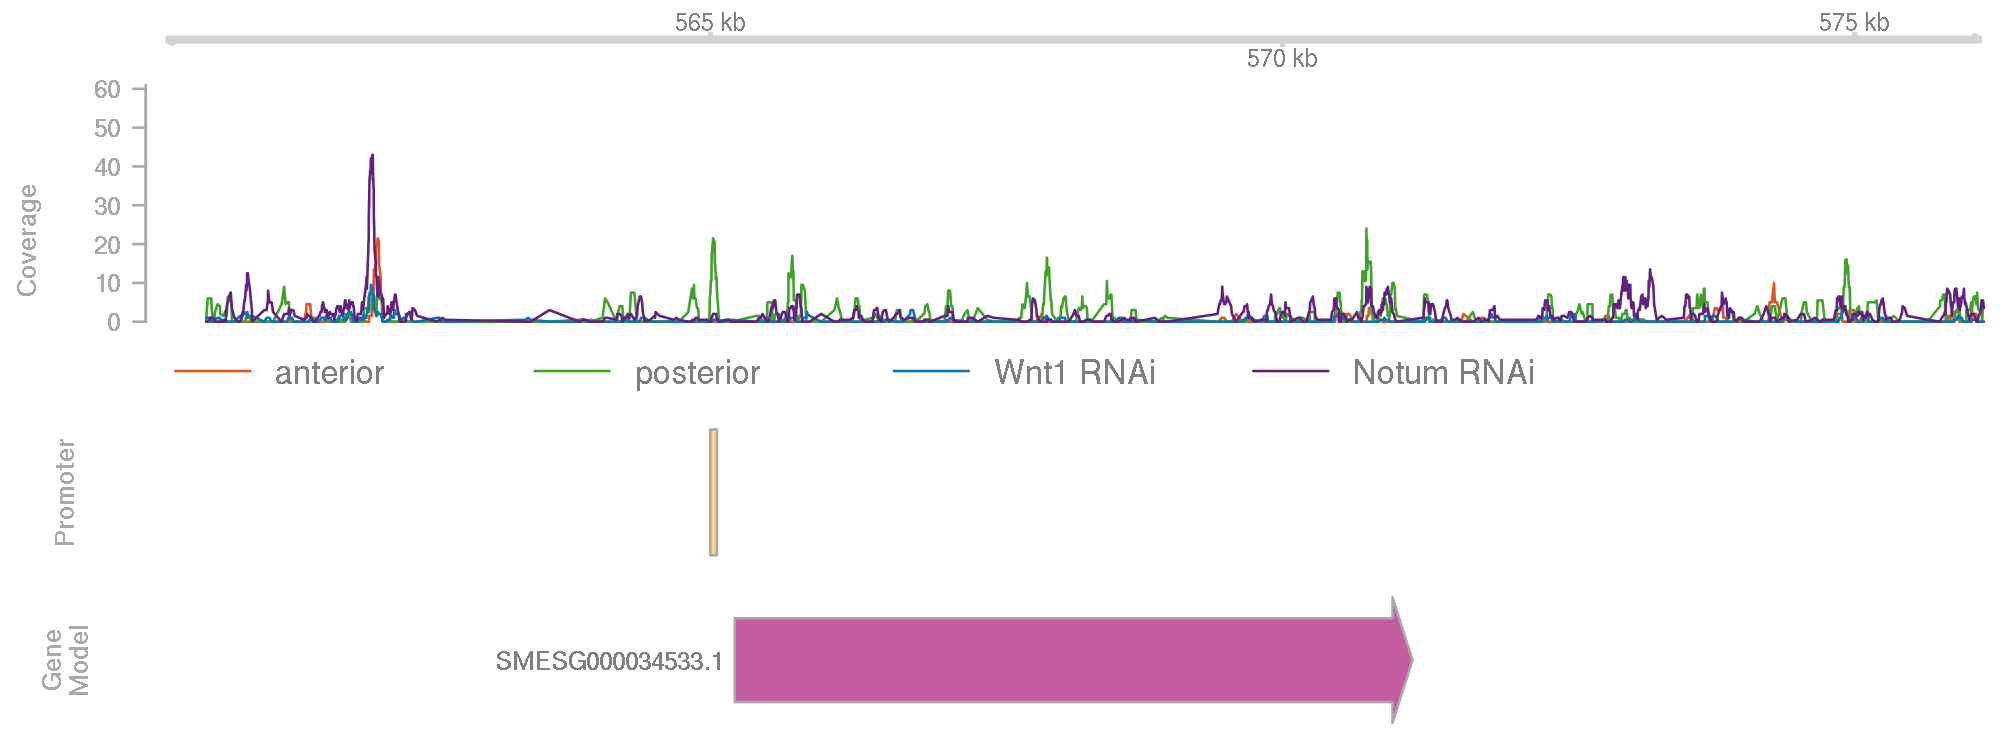 565 kb
575 kb
570 kb
60
50
40
30
20
10
0
Coverage
anterior
posterior
Wnt1 RNAi
Notum RNAi
Promoter
SMESG000034533.1
Gene
Model